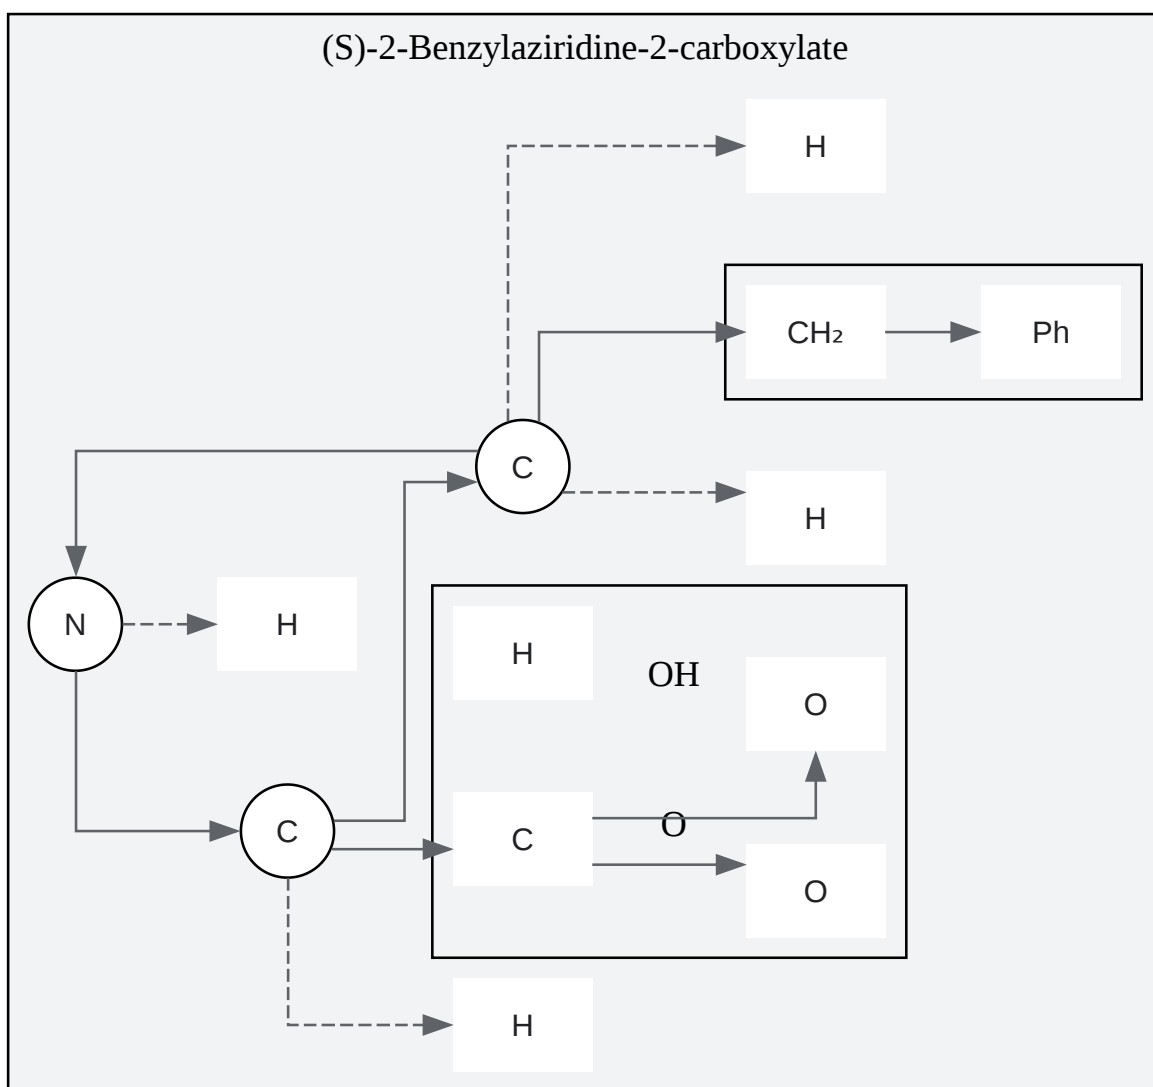 (S)-2-Benzylaziridine-2-carboxylate
H
CH₂ Ph
C
H
N H
H OH O
C
C O
O
H